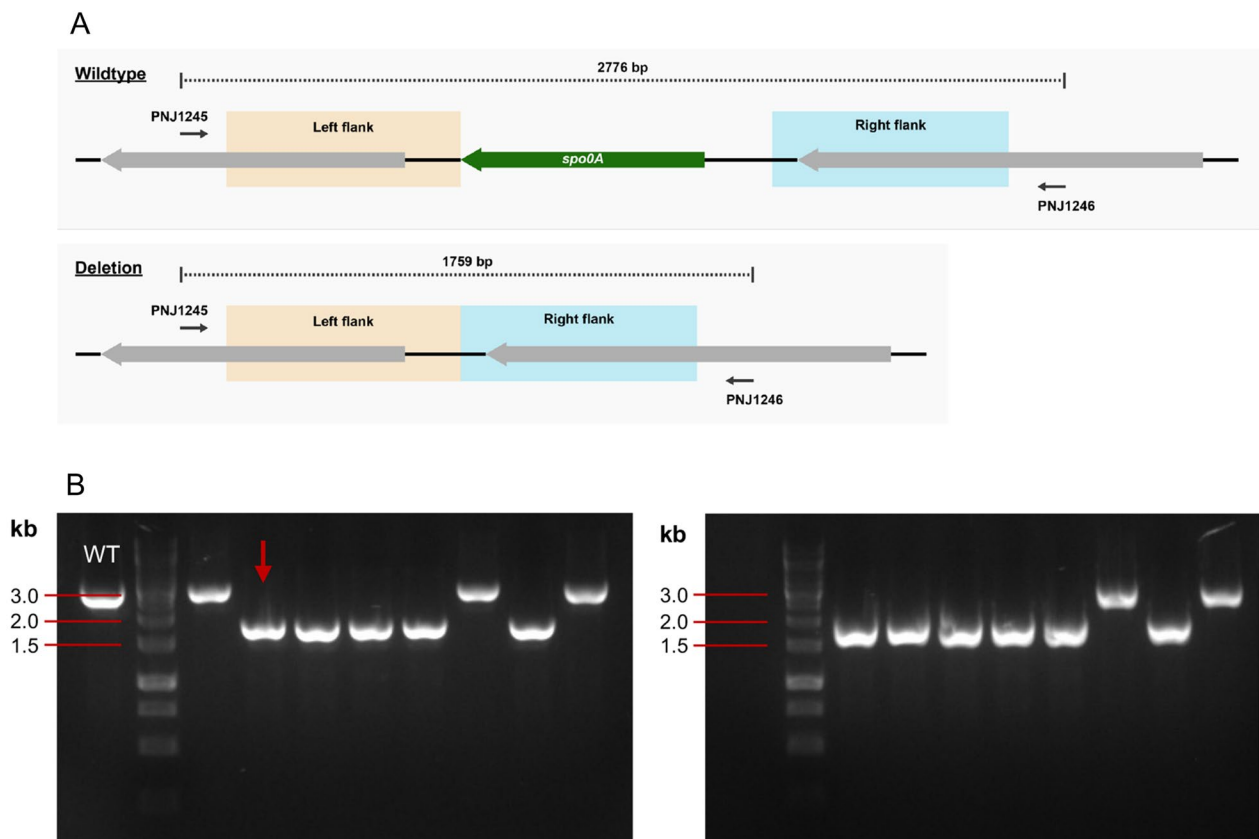 A
Wildtype
2776 bp
PNJ1245
Left flank
spo0A
Right flank
PNJ1246
Deletion
1759 bp
PNJ1245
Left flank
Right flank
PNJ1246
B
kb
WT
3.0
2.0
1.5
kb
3.0
2.0
1.5